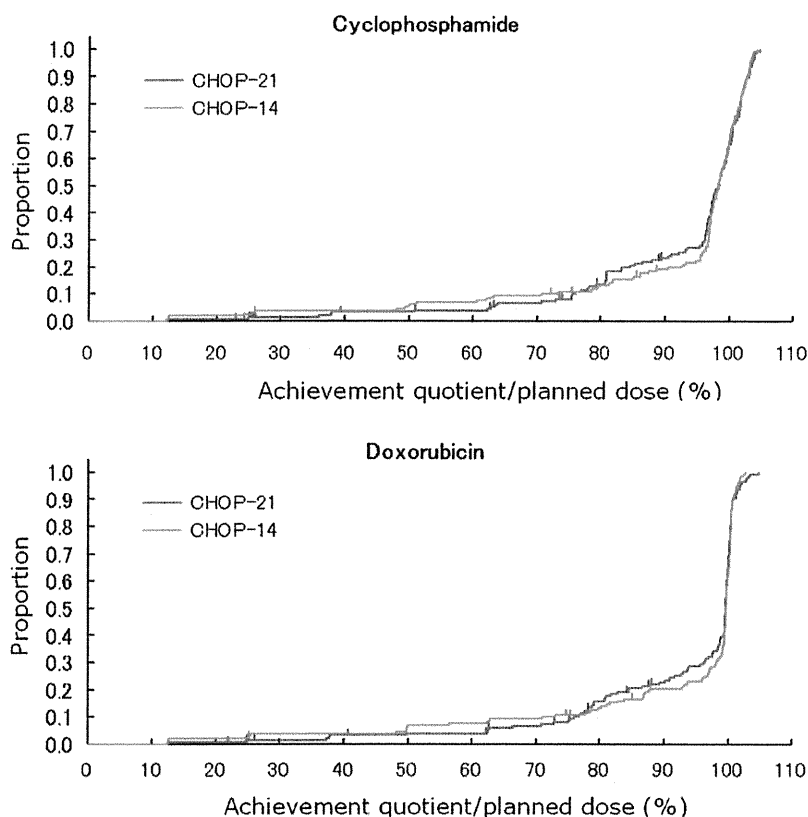 Cyclophosphamide
1.0
0.9
0.8
0.7
0.6
0.5
0.4
0.3
0.2
0.1
0.0
Proportion
CHOP-21
CHOP-14
0 10 20 30 40 50 60 70 80 90 100 110
Achievement quotient/planned dose (%)
Doxorubicin
1.0
0.9
0.8
0.7
0.6
0.5
0.4
0.3
0.2
0.1
0.0
Proportion
CHOP-21
CHOP-14
0 10 20 30 40 50 60 70 80 90 100 110
Achievement quotient/planned dose (%)